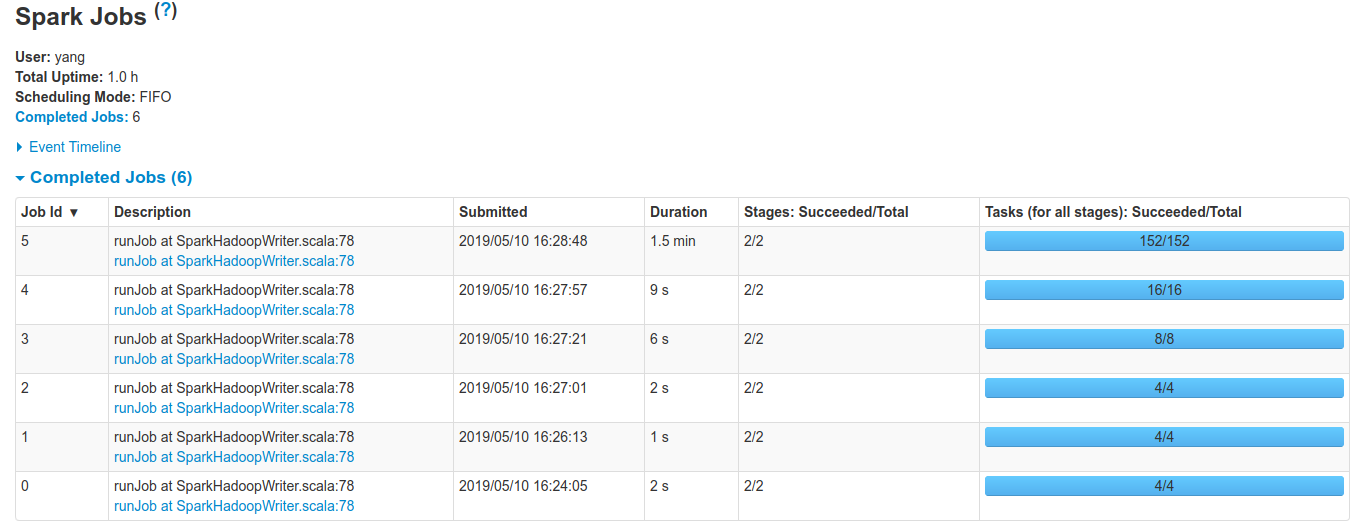 Spark Jobs (?)
User: yang
Total Uptime: 1.0 h
Scheduling Mode: FIFO
Completed Jobs: 6
Event Timeline
Completed Jobs (6)
Job Id ▼ Description Submitted Duration Stages: Succeeded/Total Tasks (for all stages): Succeeded/Total
5 runJob at SparkHadoopWriter.scala:78 2019/05/10 16:28:48 1.5 min 2/2 152/152
runJob at SparkHadoopWriter.scala:78
4 runJob at SparkHadoopWriter.scala:78 2019/05/10 16:27:57 9 s 2/2 16/16
runJob at SparkHadoopWriter.scala:78
3 runJob at SparkHadoopWriter.scala:78 2019/05/10 16:27:21 6 s 2/2 8/8
runJob at SparkHadoopWriter.scala:78
2 runJob at SparkHadoopWriter.scala:78 2019/05/10 16:27:01 2 s 2/2 4/4
runJob at SparkHadoopWriter.scala:78
1 runJob at SparkHadoopWriter.scala:78 2019/05/10 16:26:13 1 s 2/2 4/4
runJob at SparkHadoopWriter.scala:78
0 runJob at SparkHadoopWriter.scala:78 2019/05/10 16:24:05 2 s 2/2 4/4
runJob at SparkHadoopWriter.scala:78